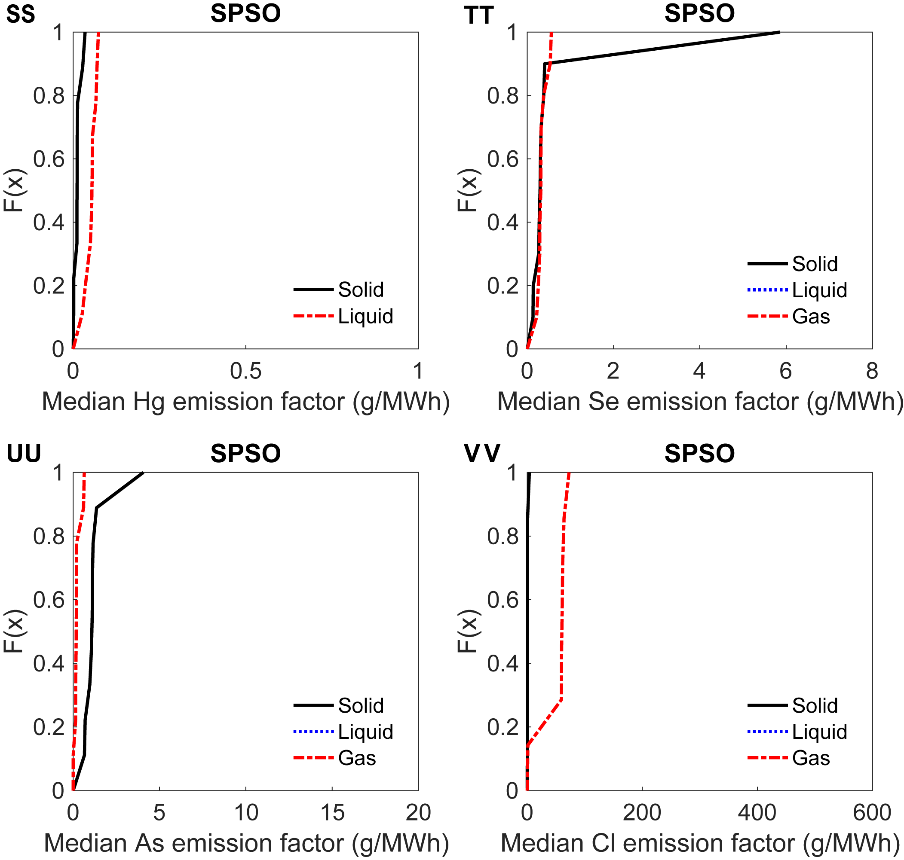 SS SPSO
1
0.8
0.6
0.4
0.2
0
F(x)
Solid
Liquid
0 0.5 1
Median Hg emission factor (g/MWh)
TT SPSO
1
0.8
0.6
0.4
0.2
0
F(x)
Solid
Liquid
Gas
0 2 4 6 8
Median Se emission factor (g/MWh)
UU SPSO
1
0.8
0.6
0.4
0.2
0
F(x)
Solid
Liquid
Gas
0 5 10 15 20
Median As emission factor (g/MWh)
VV SPSO
1
0.8
0.6
0.4
0.2
0
F(x)
Solid
Liquid
Gas
0 200 400 600
Median Cl emission factor (g/MWh)